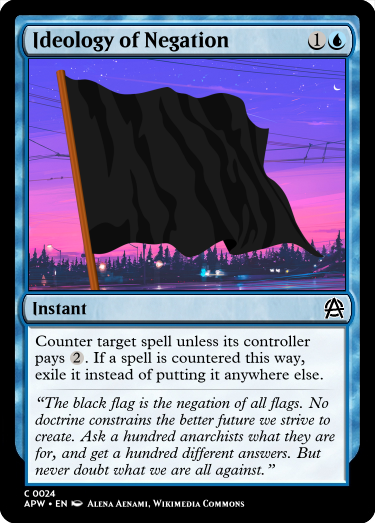 Ideology of Negation 1
Instant
Counter target spell unless its controller
pays 2. If a spell is countered this way,
exile it instead of putting it anywhere else.
“The black flag is the negation of all flags. No
doctrine constrains the better future we strive to
create. Ask a hundred anarchists what they are
for, and get a hundred different answers. But
never doubt what we are all against.”
C 0024
APW • EN Alena Aenami, Wikimedia Commons